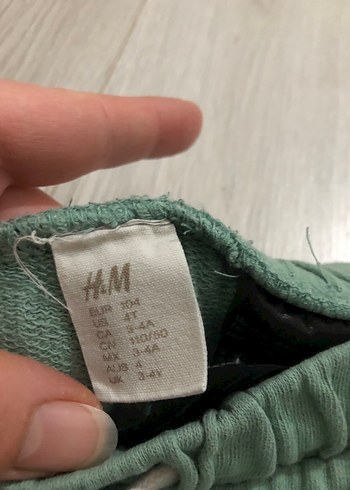 H&M
EUR 104
US 4T
CA 3-4A
CN 110/50
MX 3-4A
AUS 4
UK 3-4Y